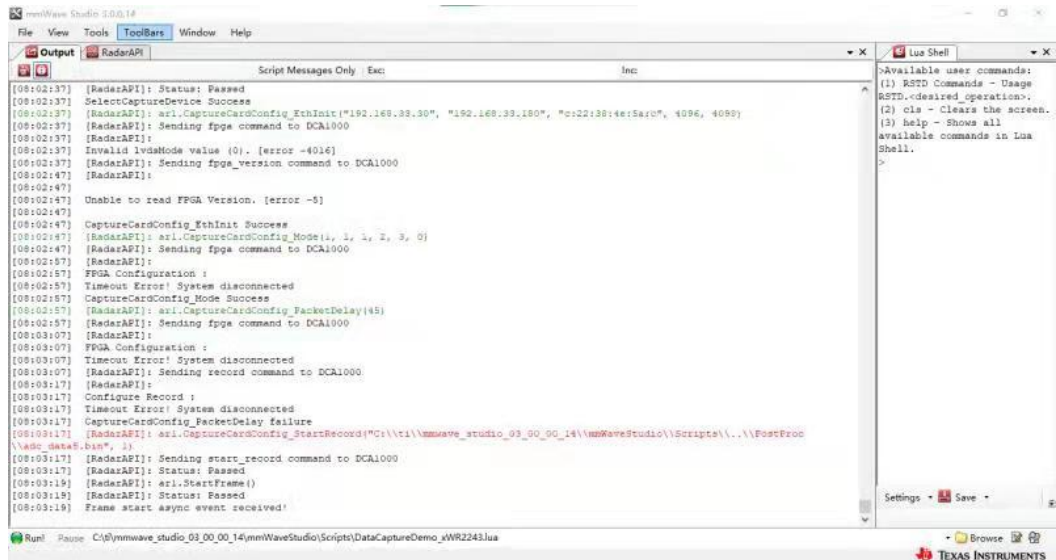 mmWave Studio 3.0.0.14
File View Tools ToolBars Window Help
Output RadarAPI
Script Messages Only Exc: Inc:
[08:02:37] [RadarAPI]: Status: Passed
[08:02:37] SelectCaptureDevice Success
[08:02:37] [RadarAPI]: ar1.CaptureCardConfig_EthInit("192.168.33.30", "192.168.33.180", "c:22:38:4e:5a:c", 4096, 4098)
[08:02:37] [RadarAPI]: Sending fpga command to DCA1000
[08:02:37] [RadarAPI]:
[08:02:37] Invalid lvdsMode value (0). [error -4016]
[08:02:37] [RadarAPI]: Sending fpga_version command to DCA1000
[08:02:47] [RadarAPI]:
[08:02:47]
[08:02:47] Unable to read FPGA Version. [error -5]
[08:02:47]
[08:02:47] CaptureCardConfig_EthInit Success
[08:02:47] [RadarAPI]: ar1.CaptureCardConfig_Mode(1, 1, 1, 2, 3, 0)
[08:02:47] [RadarAPI]: Sending fpga command to DCA1000
[08:02:57] [RadarAPI]:
[08:02:57] FPGA Configuration :
[08:02:57] Timeout Error! System disconnected
[08:02:57] CaptureCardConfig_Mode Success
[08:02:57] [RadarAPI]: ar1.CaptureCardConfig_PacketDelay(45)
[08:02:57] [RadarAPI]: Sending fpga command to DCA1000
[08:03:07] [RadarAPI]:
[08:03:07] FPGA Configuration :
[08:03:07] Timeout Error! System disconnected
[08:03:07] [RadarAPI]: Sending record command to DCA1000
[08:03:17] [RadarAPI]:
[08:03:17] Configure Record :
[08:03:17] Timeout Error! System disconnected
[08:03:17] CaptureCardConfig_PacketDelay failure
[08:03:17] [RadarAPI]: ar1.CaptureCardConfig_StartRecord("C:\\ti\\mmwave_studio_03_00_00_14\\mmWaveStudio\\Scripts\\..\\PostProc
\\adc_data5.bin", 1)
[08:03:17] [RadarAPI]: Sending start_record command to DCA1000
[08:03:17] [RadarAPI]: Status: Passed
[08:03:19] [RadarAPI]: ar1.StartFrame()
[08:03:19] [RadarAPI]: Status: Passed
[08:03:19] Frame start async event received!
Lua Shell
>Available user commands:
(1) RSTD Commands - Usage
RSTD.<desired_operation>.
(2) cls - Clears the screen.
(3) help - Shows all
available commands in Lua
Shell.
>
Settings Save
Run! Pause C:\ti\mmwave_studio_03_00_00_14\mmWaveStudio\Scripts\DataCaptureDemo_xWR2243.lua Browse
TEXAS INSTRUMENTS